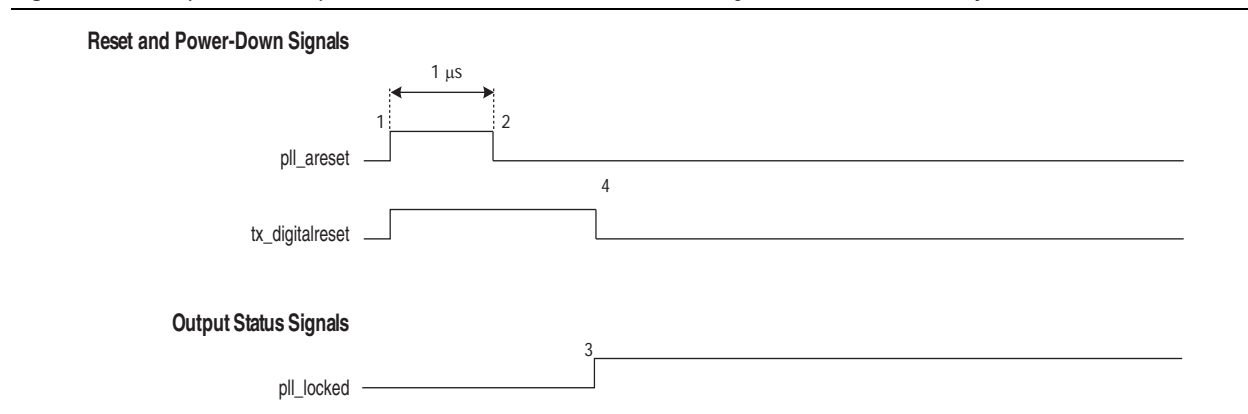 Reset and Power-Down Signals
1 μs
1
2
pll_areset
4
tx_digitalreset
Output Status Signals
3
pll_locked